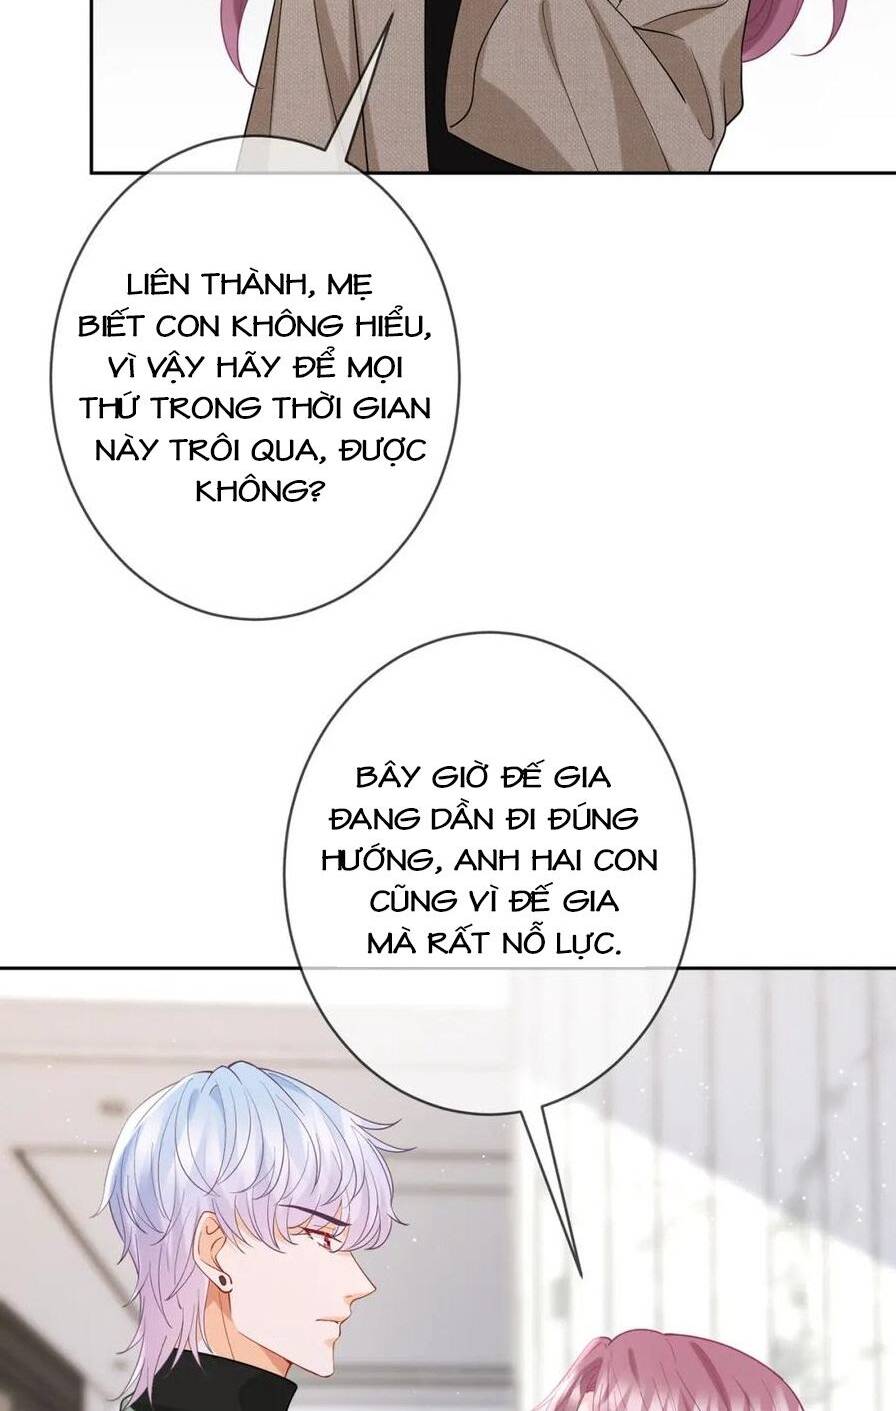 LIÊN THÀNH, MẸ
BIẾT CON KHÔNG HIỂU,
VÌ VẬY HÃY ĐỂ MỌI
THỨ TRONG THỜI GIAN
NÀY TRÔI QUA, ĐƯỢC
KHÔNG?
BÂY GIỜ ĐẾ GIA
ĐANG DẦN ĐI ĐÚNG
HƯỚNG, ANH HAI CON
CŨNG VÌ ĐẾ GIA
MÀ RẤT NỖ LỰC.